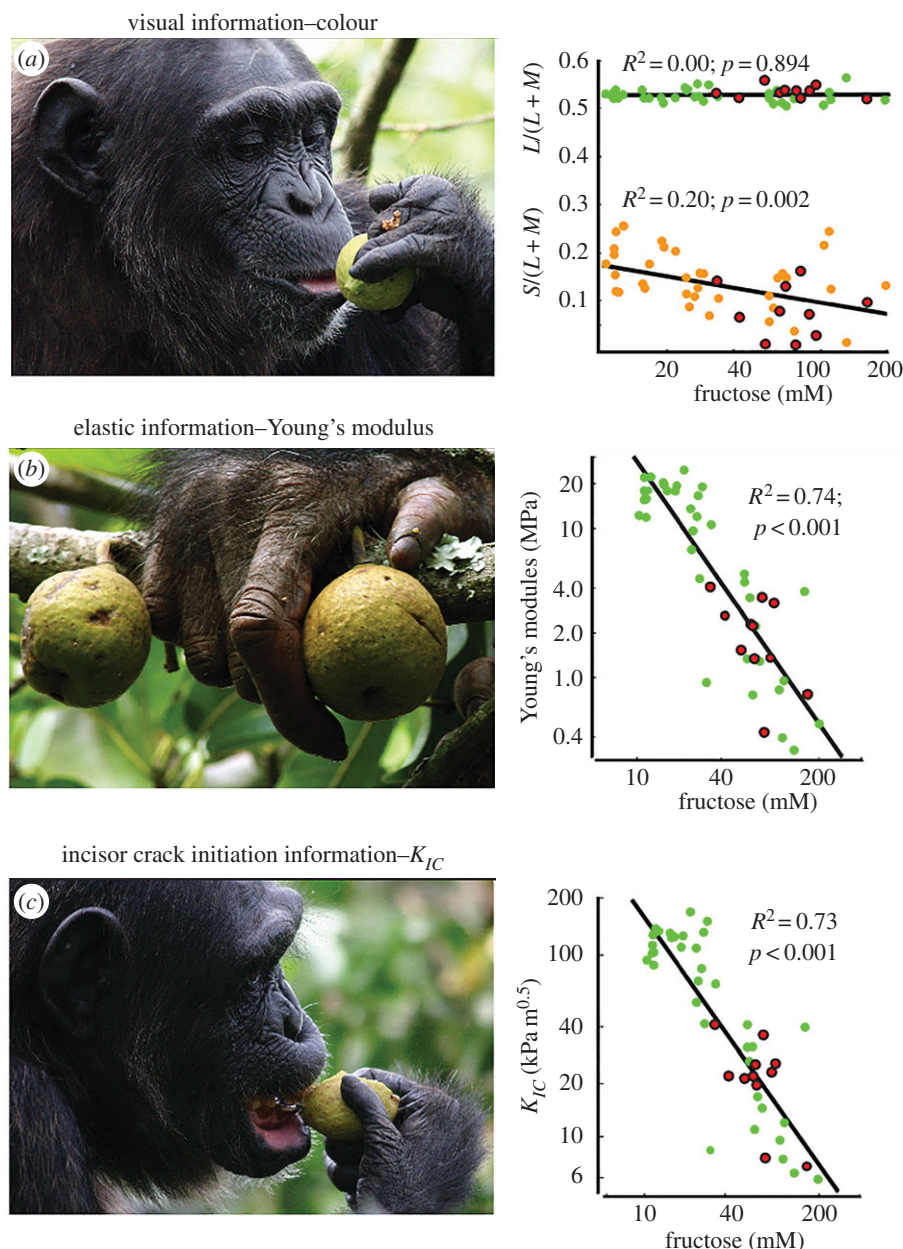 visual information–colour
(a)
0.6
0.5
0.4
0.3
0.2
0.1
L/(L + M)
S/(L + M)
R² = 0.00; p = 0.894
R² = 0.20; p = 0.002
20 40 100 200
fructose (mM)
elastic information–Young's modulus
(b)
20
10
4.0
2.0
1.0
0.4
Young's modules (MPa)
R² = 0.74;
p < 0.001
10 40 200
fructose (mM)
incisor crack initiation information–K_IC
(c)
200
100
40
20
10
6
K_IC (kPa m^0.5)
R² = 0.73
p < 0.001
10 40 200
fructose (mM)